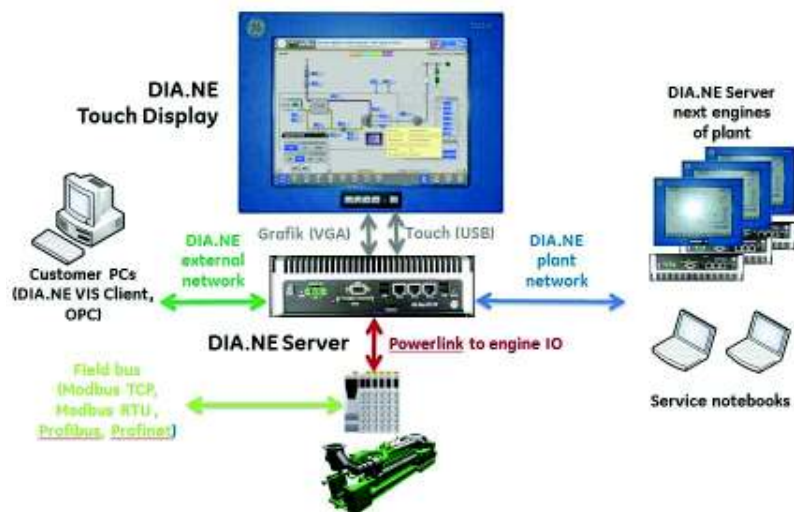 DIA.NE
Touch Display
DIA.NE Server
next engines
of plant
Grafik (VGA)
Touch (USB)
DIA.NE
external
network
DIA.NE
plant
network
Customer PCs
(DIA.NE VIS Client,
OPC)
DIA.NE Server
Powerlink to engine IO
Field bus
(Modbus TCP,
Modbus RTU ,
Profibus, Profinet)
Service notebooks